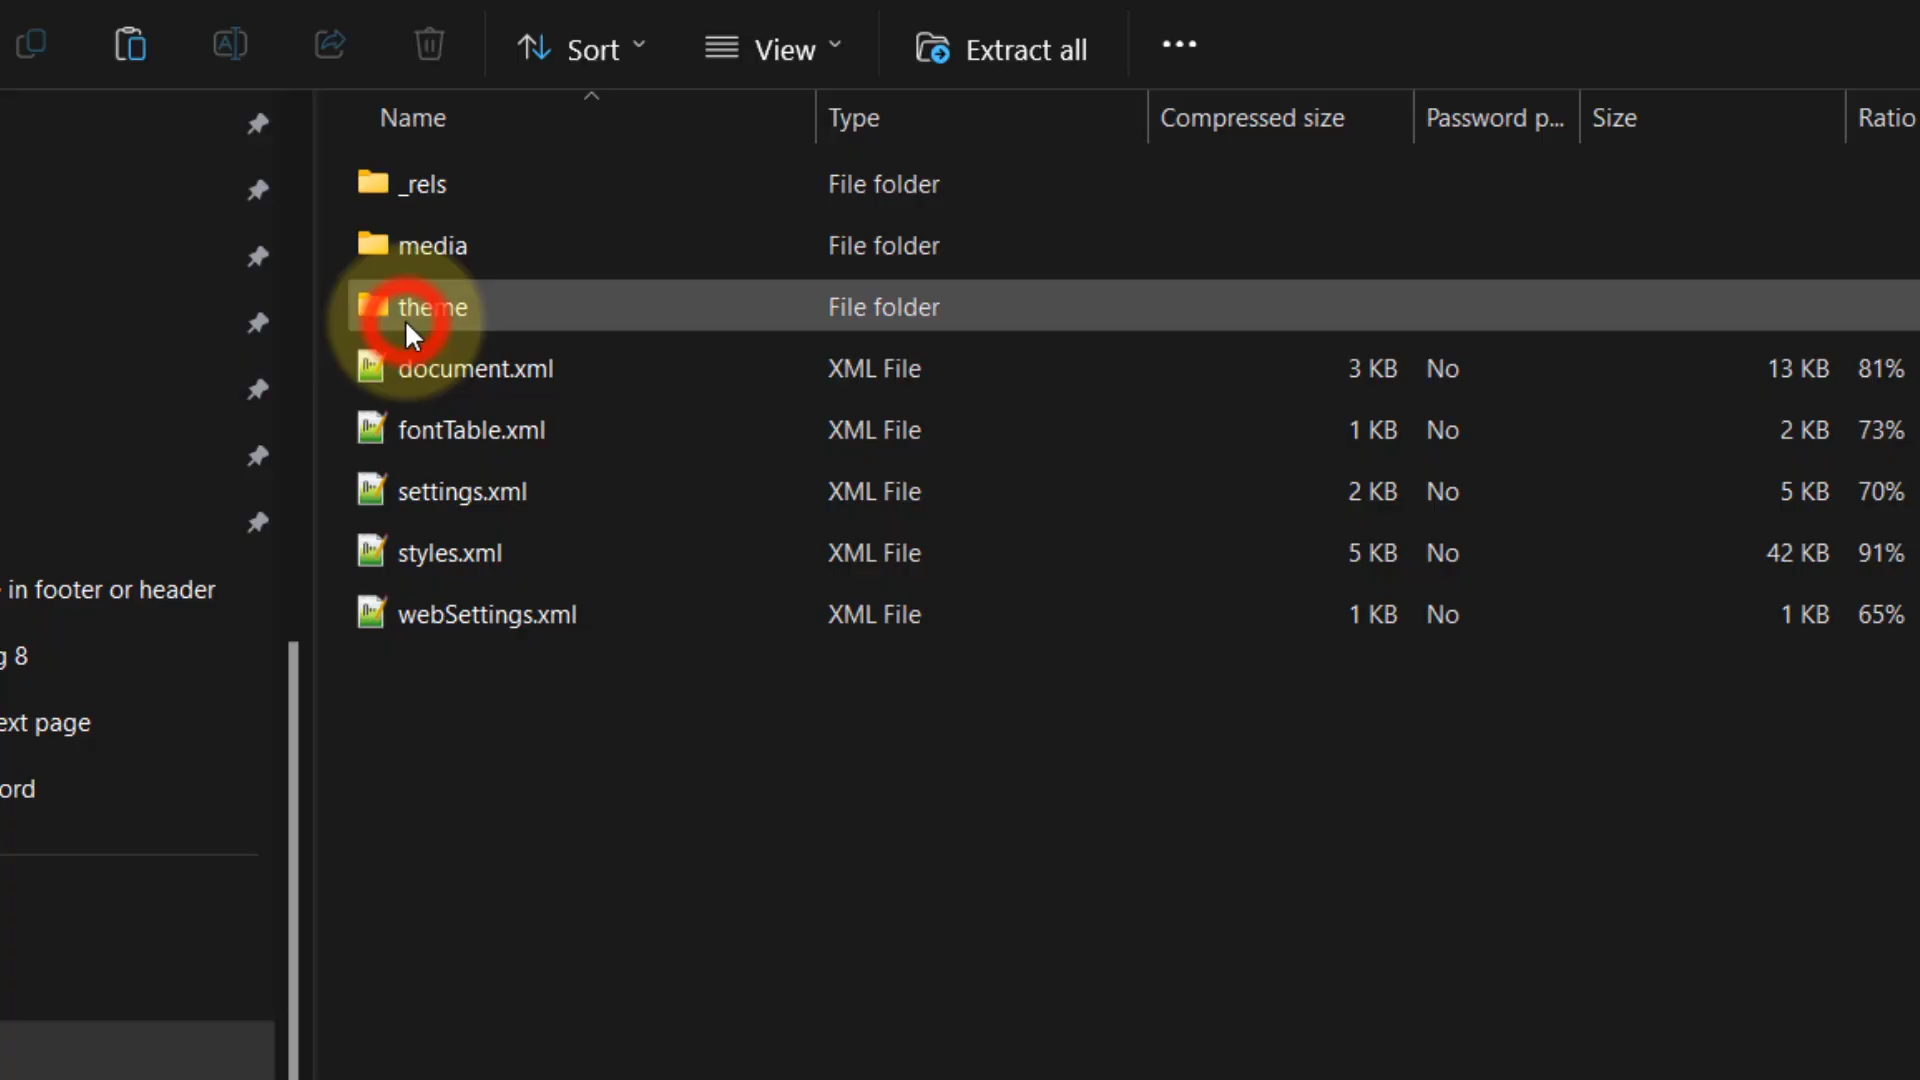 Sort
View
Extract all
Name Type Compressed size Password p... Size Ratio
_rels File folder
media File folder
theme File folder
document.xml XML File 3 KB No 13 KB 81%
fontTable.xml XML File 1 KB No 2 KB 73%
settings.xml XML File 2 KB No 5 KB 70%
styles.xml XML File 5 KB No 42 KB 91%
webSettings.xml XML File 1 KB No 1 KB 65%
in footer or header
g 8
ext page
ord